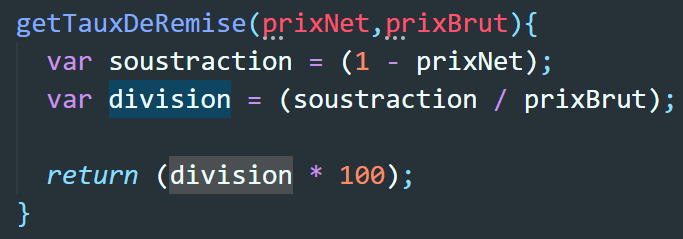 getTauxDeRemise(prixNet,prixBrut){
var soustraction = (1 - prixNet);
var division = (soustraction / prixBrut);
return (division * 100);
}